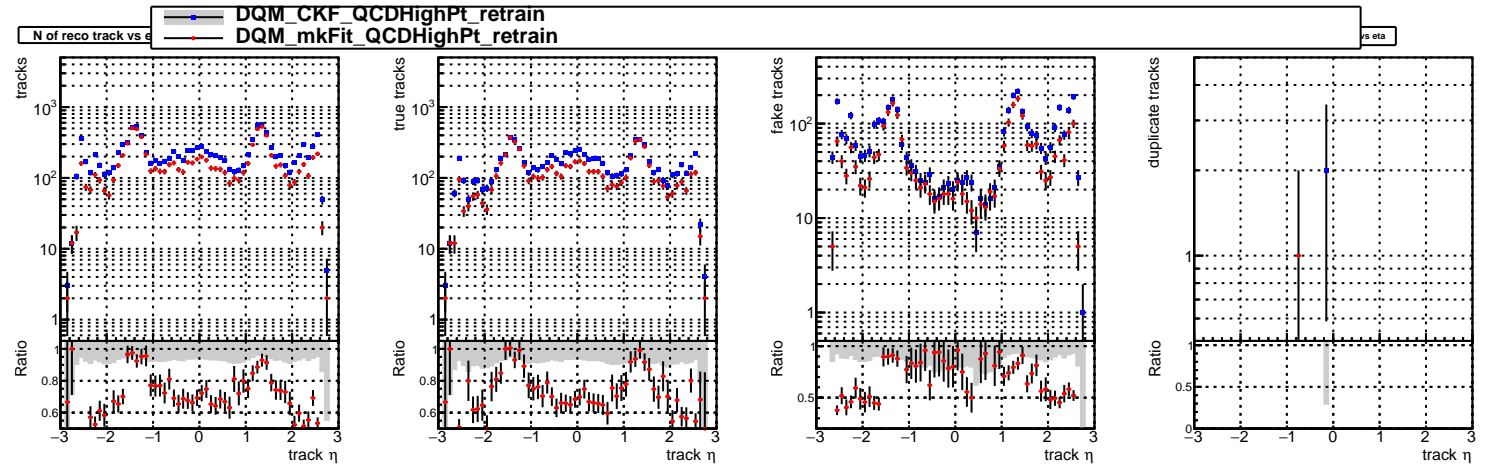 DQM_CKF_QCDHighPt_retrain
DQM_mkFit_QCDHighPt_retrain
N of reco track vs e
vs eta
tracks
10³
10²
10
1
Ratio
1
0.8
0.6
−3 −2 −1 0 1 2 3
track η
true tracks
10³
10²
10
1
Ratio
1
0.8
0.6
−3 −2 −1 0 1 2 3
track η
fake tracks
10²
10
1
Ratio
1
0.5
−3 −2 −1 0 1 2 3
track η
duplicate tracks
1
Ratio
1
0.5
0
−3 −2 −1 0 1 2 3
track η